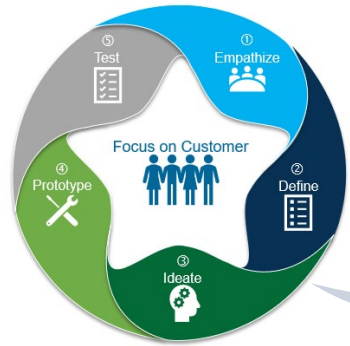 ①
Empathize
②
Define
③
Ideate
④
Prototype
⑤
Test
Focus on Customer